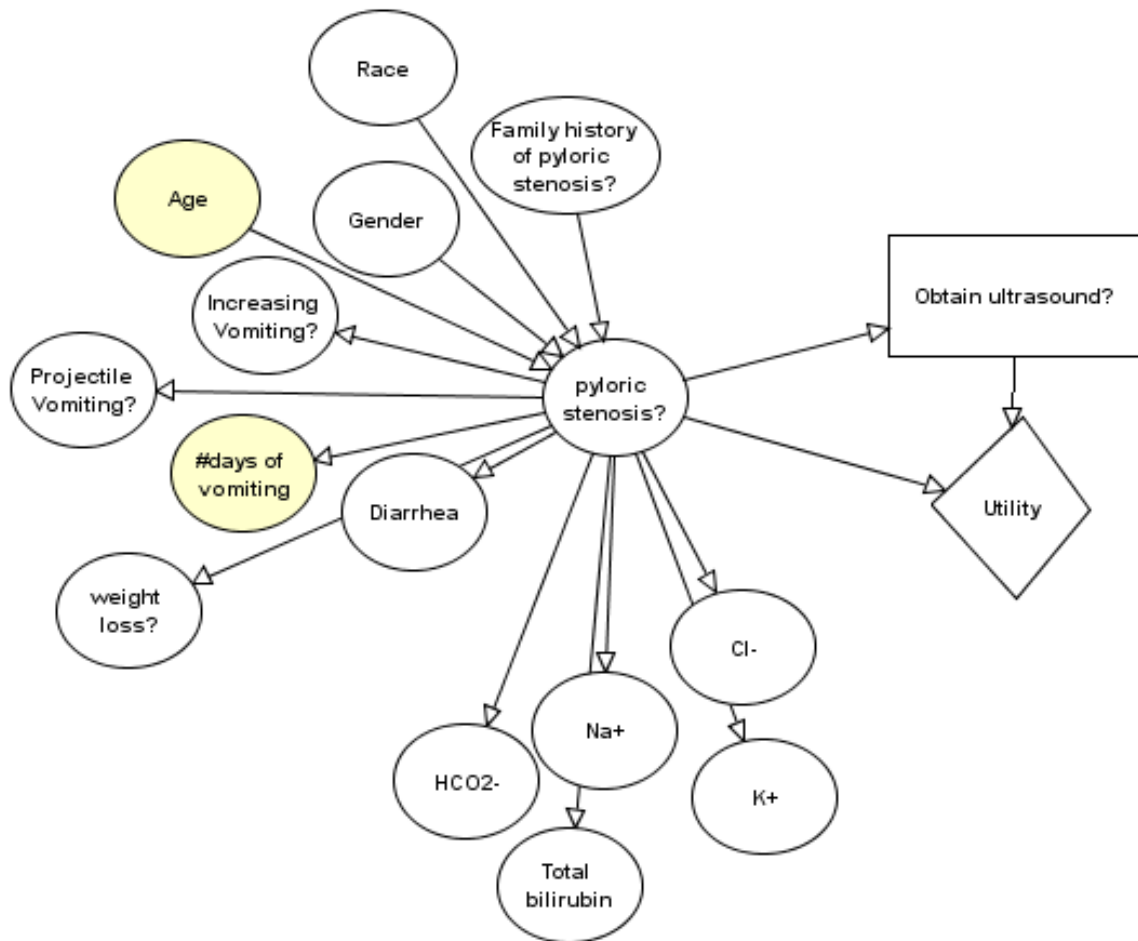 Race
Family history
of pyloric
stenosis?
Age
Gender
Increasing
Vomiting?
Obtain ultrasound?
Projectile
Vomiting?
pyloric
stenosis?
#days of
vomiting
Diarrhea
Utility
weight
loss?
Cl-
Na+
HCO2-
K+
Total
bilirubin